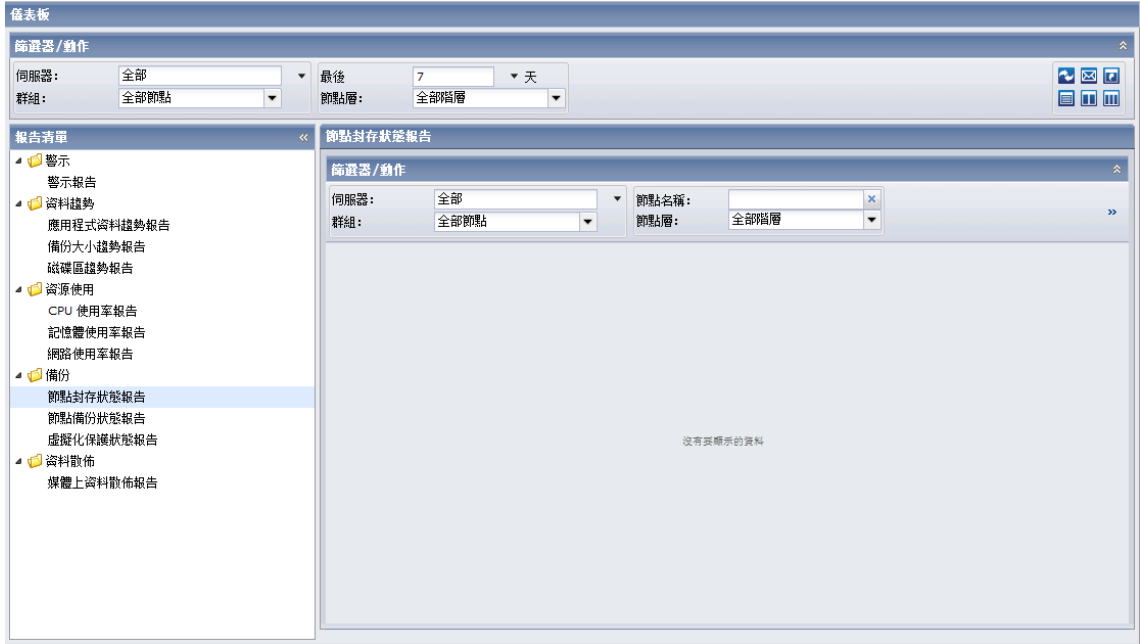 儀表板
篩選器/動作
伺服器： 全部 最後 7 天
群組： 全部節點 節點層： 全部階層
報告清單
警示
警示報告
資料趨勢
應用程式資料趨勢報告
備份大小趨勢報告
磁碟區趨勢報告
資源使用
CPU 使用率報告
記憶體使用率報告
網路使用率報告
備份
節點封存狀態報告
節點備份狀態報告
虛擬化保護狀態報告
資料散佈
媒體上資料散佈報告
節點封存狀態報告
篩選器/動作
伺服器： 全部 節點名稱：
群組： 全部節點 節點層： 全部階層
沒有要顯示的資料